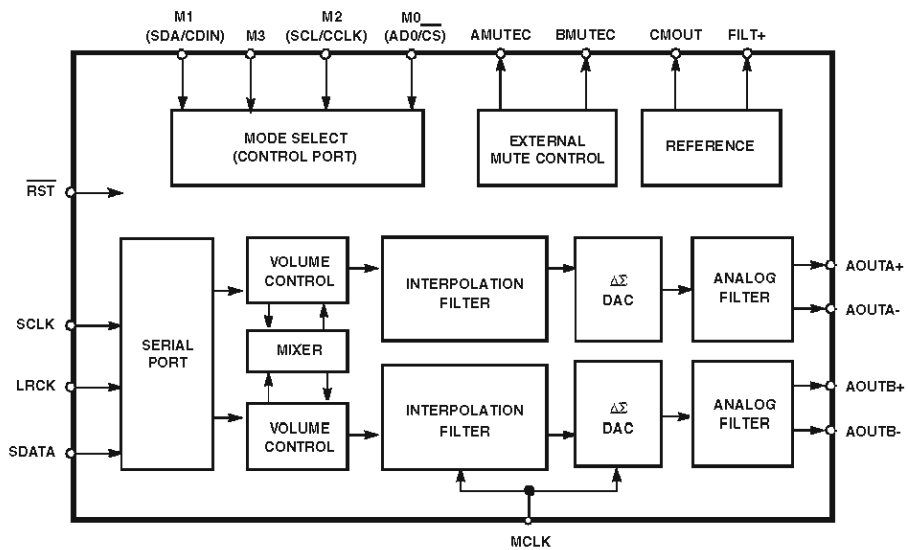 M1
(SDA/CDIN)
M3
M2
(SCL/CCLK)
M0
(AD0/CS)
AMUTEC
BMUTEC
CMOUT
FILT+
MODE SELECT
(CONTROL PORT)
EXTERNAL
MUTE CONTROL
REFERENCE
RST
SERIAL
PORT
VOLUME
CONTROL
INTERPOLATION
FILTER
ΔΣ
DAC
ANALOG
FILTER
AOUTA+
AOUTA-
SCLK
MIXER
LRCK
SDATA
VOLUME
CONTROL
INTERPOLATION
FILTER
ΔΣ
DAC
ANALOG
FILTER
AOUTB+
AOUTB-
MCLK